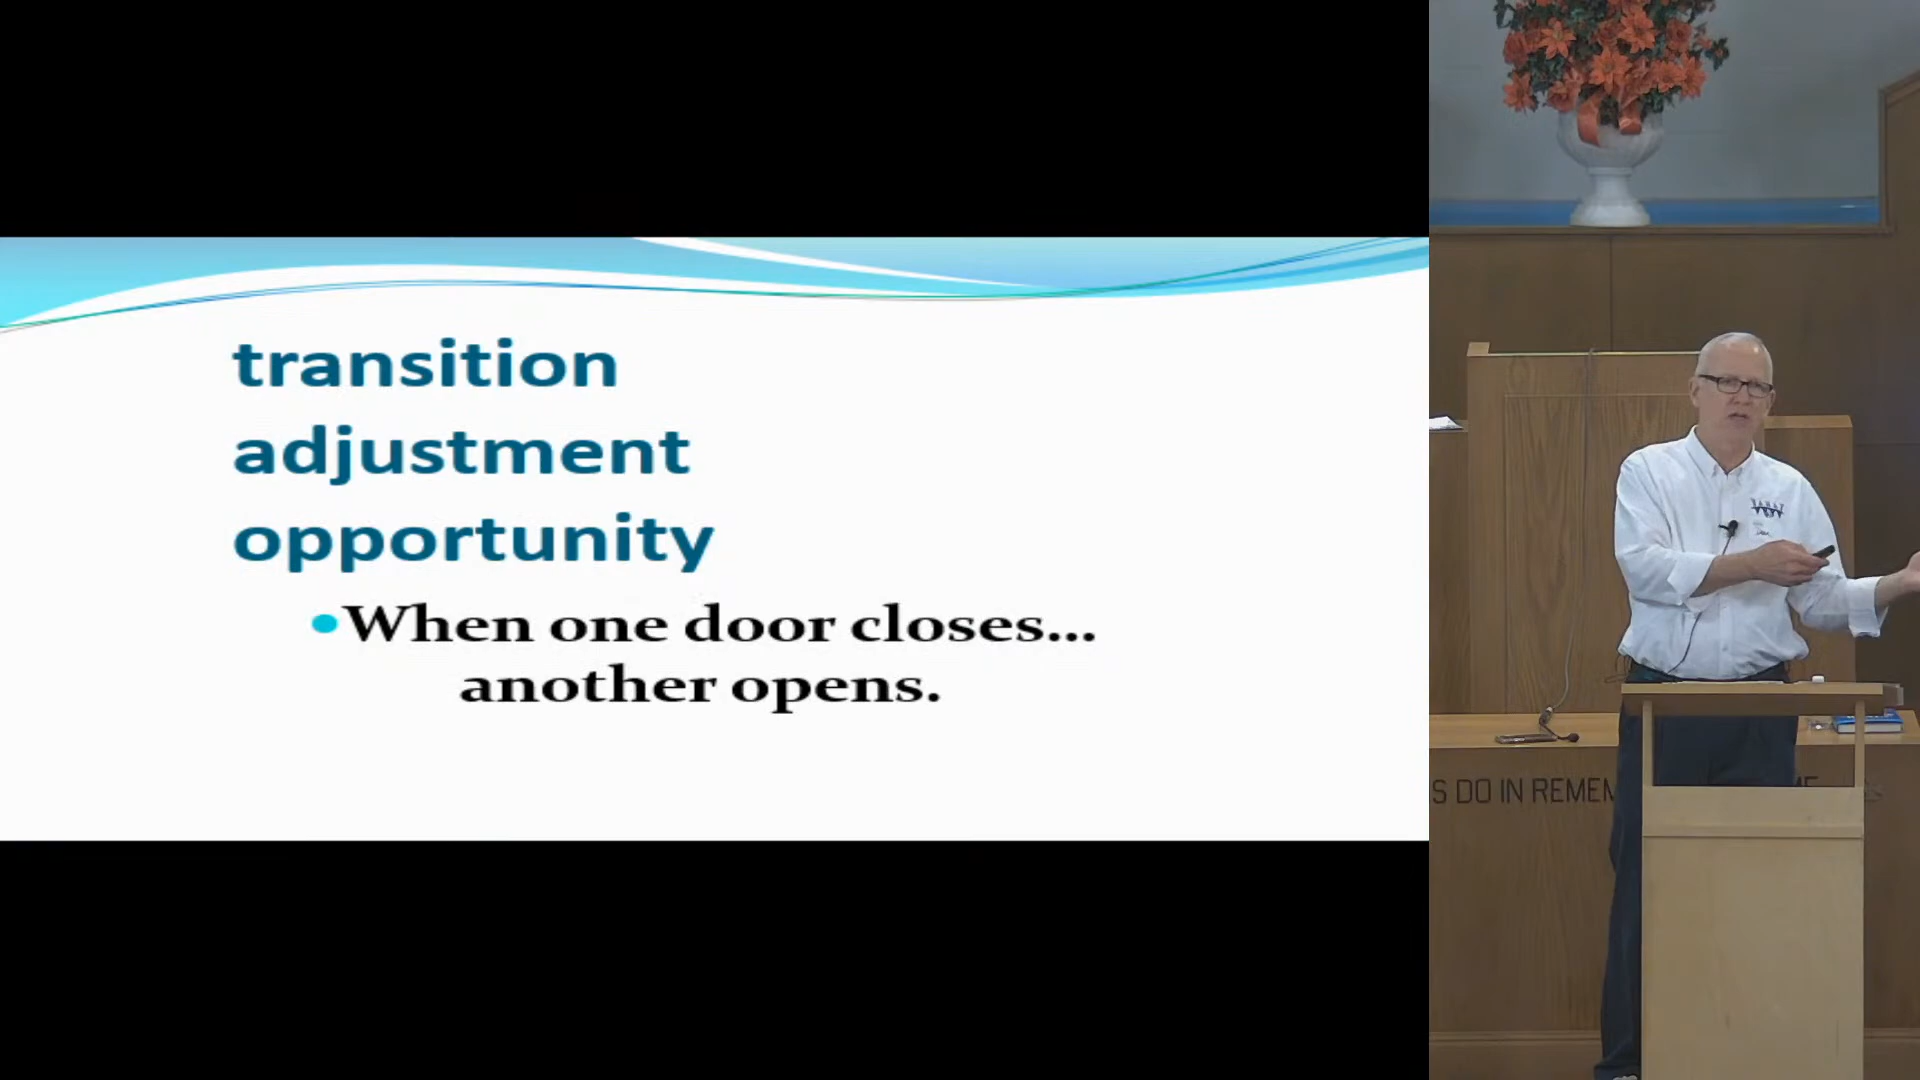 transition
adjustment
opportunity
•When one door closes...
another opens.
S DO IN REMEM